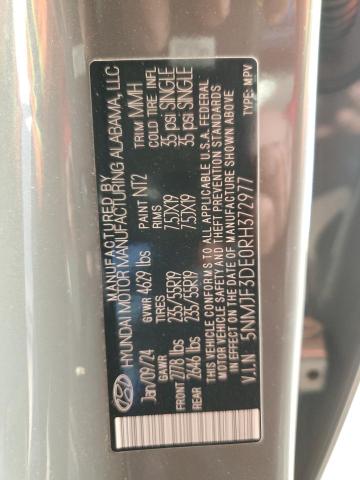 MANUFACTURED BY
HYUNDAI MOTOR MANUFACTURING ALABAMA, LLC
Jan/09/24 GVWR 4629 lbs PAINT NT2 TRIM MMH
GAWR TIRES RIMS COLD TIRE INFL
FRONT 2778 lbs 235/55R19 7.5JX19 35 psi SINGLE
REAR 2646 lbs 235/55R19 7.5JX19 35 psi SINGLE
THIS VEHICLE CONFORMS TO ALL APPLICABLE U.S.A. FEDERAL
MOTOR VEHICLE SAFETY AND THEFT PREVENTION STANDARDS
IN EFFECT ON THE DATE OF MANUFACTURE SHOWN ABOVE
V.I.N 5NMJF3DE0RH372977 TYPE: MPV